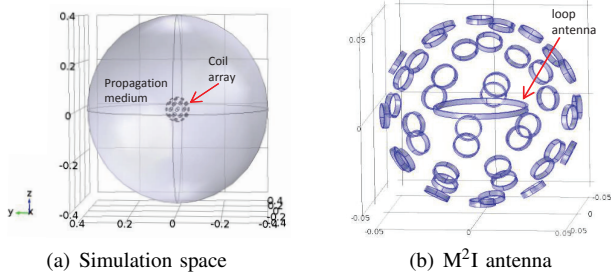 0.4
0.2
0
-0.2
-0.4
Propagation
medium
Coil
array
z
y x
0.4 0.2 0 -0.2 -0.4
0.4
0.2
0
-0.2
(a) Simulation space
loop
antenna
0.05
0
-0.05
-0.05
0
0.05
0.05
0
-0.05
(b) M²I antenna